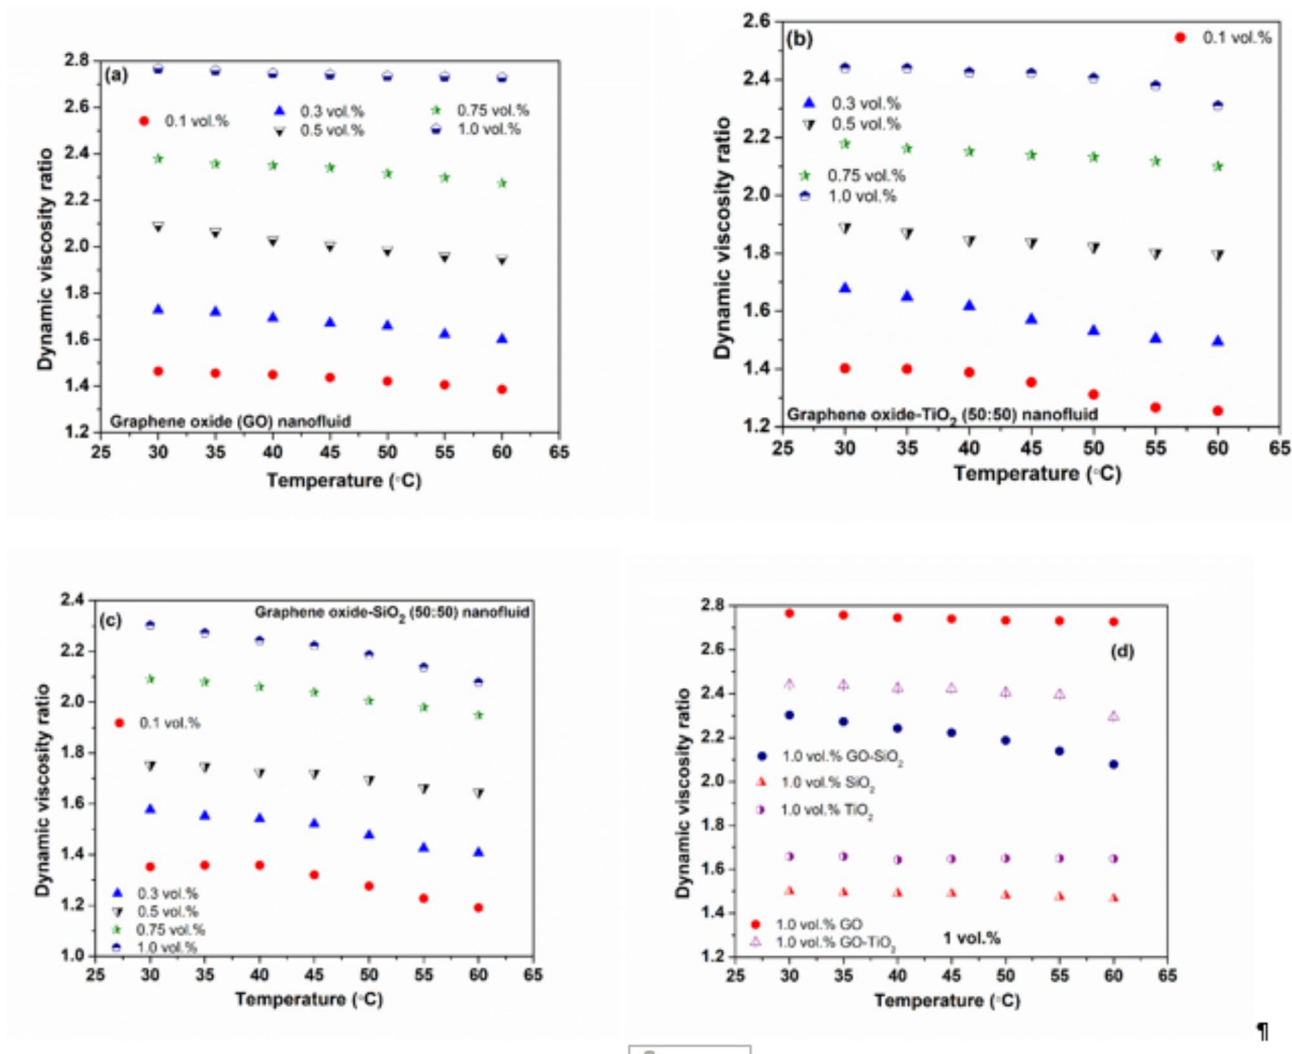 (a)
2.8
2.6
2.4
2.2
2.0
1.8
1.6
1.4
1.2
0.1 vol.%
0.3 vol.%
0.5 vol.%
0.75 vol.%
1.0 vol.%
Graphene oxide (GO) nanofluid
25 30 35 40 45 50 55 60 65
Temperature (◦C)
Dynamic viscosity ratio
(b)
2.6
2.4
2.2
2.0
1.8
1.6
1.4
1.2
0.1 vol.%
0.3 vol.%
0.5 vol.%
0.75 vol.%
1.0 vol.%
Graphene oxide-TiO₂ (50:50) nanofluid
25 30 35 40 45 50 55 60 65
Temperature (◦C)
Dynamic viscosity ratio
(c)
Graphene oxide-SiO₂ (50:50) nanofluid
2.4
2.2
2.0
1.8
1.6
1.4
1.2
1.0
0.1 vol.%
0.3 vol.%
0.5 vol.%
0.75 vol.%
1.0 vol.%
25 30 35 40 45 50 55 60 65
Temperature (◦C)
Dynamic viscosity ratio
(d)
2.8
2.6
2.4
2.2
2.0
1.8
1.6
1.4
1.2
1.0 vol.% GO-SiO₂
1.0 vol.% SiO₂
1.0 vol.% TiO₂
1.0 vol.% GO
1.0 vol.% GO-TiO₂
1 vol.%
25 30 35 40 45 50 55 60 65
Temperature (◦C)
Dynamic viscosity ratio
¶